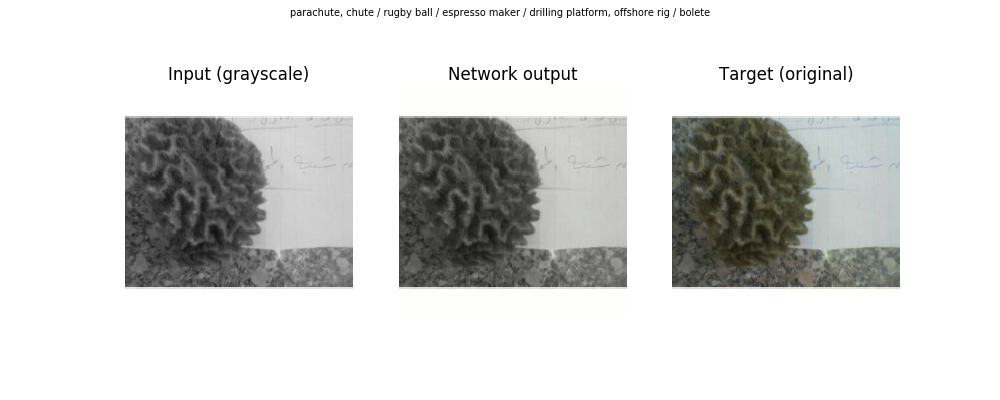 parachute, chute / rugby ball / espresso maker / drilling platform, offshore rig / bolete
Input (grayscale)
Network output
Target (original)